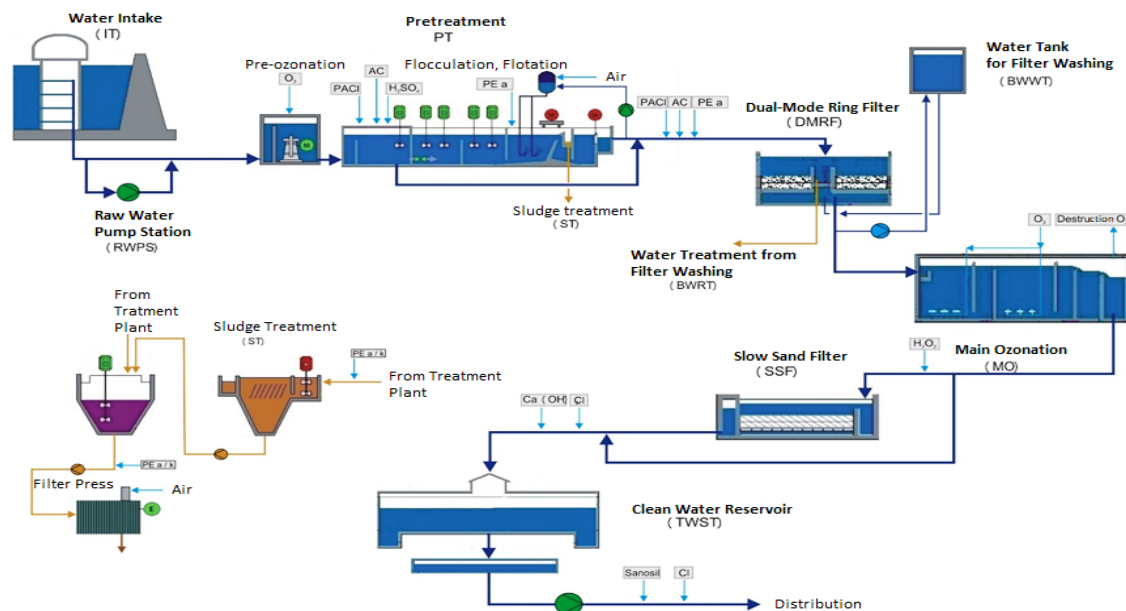 Water Intake
( IT)
Pretreatment
PT
Pre-ozonation
O₃
PACl
AC
H₂SO₄
Flocculation, Flotation
PE a
Air
PACl
AC
PE a
Water Tank
for Filter Washing
( BWWT)
Dual-Mode Ring Filter
( DMRF)
Raw Water
Pump Station
( RWPS)
Sludge treatment
( ST)
Water Treatment from
Filter Washing
( BWRT)
O₃
Destruction O
Main Ozonation
( MO)
H₂O₂
Slow Sand Filter
( SSF)
Ca ( OH)
Cl
From
Tratment
Plant
Sludge Treatment
( ST)
PE a / k
From Treatment
Plant
PE a / k
Filter Press
Air
E
Clean Water Reservoir
( TWST)
Sanosil
Cl
Distribution